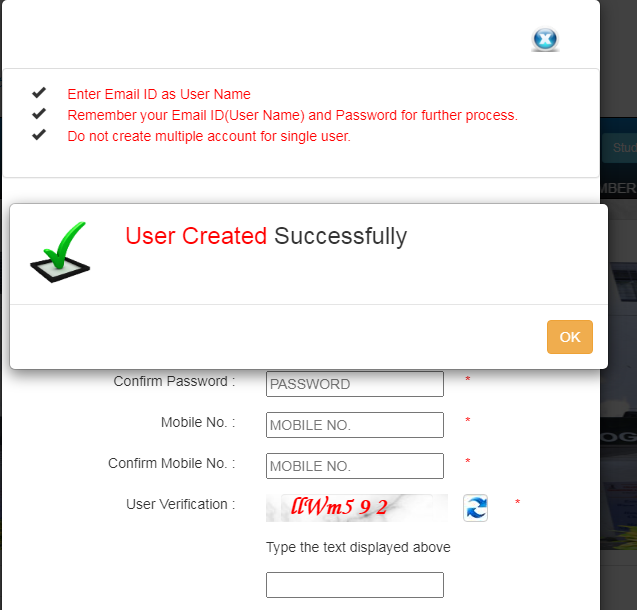 Enter Email ID as User Name
Remember your Email ID(User Name) and Password for further process.
Do not create multiple account for single user.
Stud
MBER
User Created Successfully
OK
Confirm Password : PASSWORD *
OG
Mobile No. : MOBILE NO. *
Confirm Mobile No. : MOBILE NO. *
User Verification : llWm5 9 2 *
Type the text displayed above